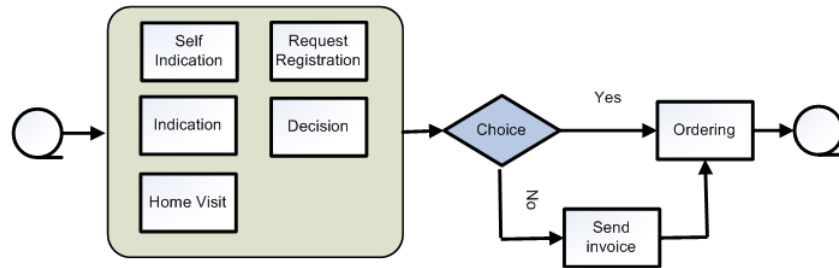 Self
Indication
Request
Registration
Indication
Decision
Home Visit
Choice
Yes
No
Ordering
Send
invoice